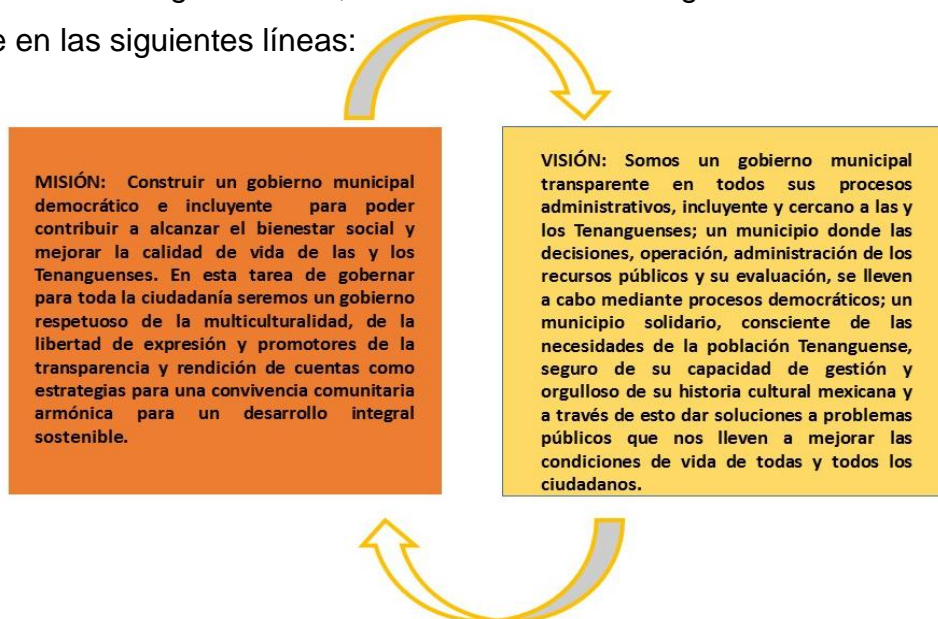 e en las siguientes líneas:
MISIÓN: Construir un gobierno municipal
democrático e incluyente para poder
contribuir a alcanzar el bienestar social y
mejorar la calidad de vida de las y los
Tenanguenses. En esta tarea de gobernar
para toda la ciudadanía seremos un gobierno
respetuoso de la multiculturalidad, de la
libertad de expresión y promotores de la
transparencia y rendición de cuentas como
estrategias para una convivencia comunitaria
armónica para un desarrollo integral
sostenible.
VISIÓN: Somos un gobierno municipal
transparente en todos sus procesos
administrativos, incluyente y cercano a las y
los Tenanguenses; un municipio donde las
decisiones, operación, administración de los
recursos públicos y su evaluación, se lleven
a cabo mediante procesos democráticos; un
municipio solidario, consciente de las
necesidades de la población Tenanguense,
seguro de su capacidad de gestión y
orgulloso de su historia cultural mexicana y
a través de esto dar soluciones a problemas
públicos que nos lleven a mejorar las
condiciones de vida de todas y todos los
ciudadanos.